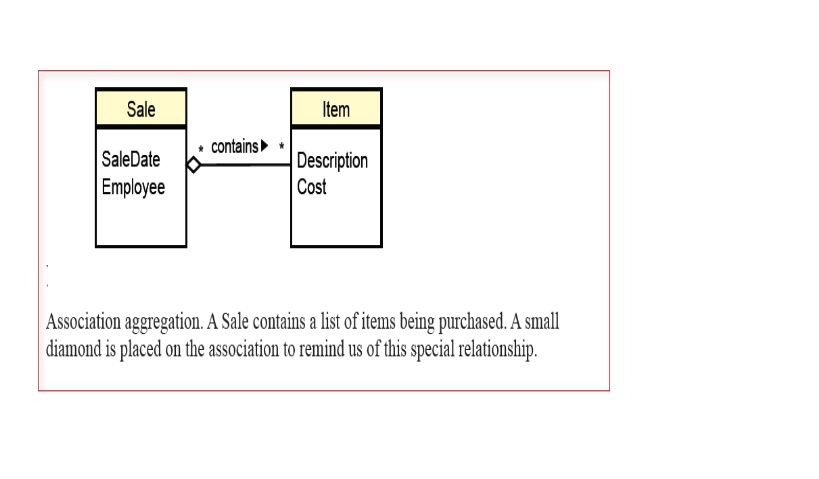 Sale
Item
* contains *
SaleDate
Employee
Description
Cost
Association aggregation. A Sale contains a list of items being purchased. A small
diamond is placed on the association to remind us of this special relationship.